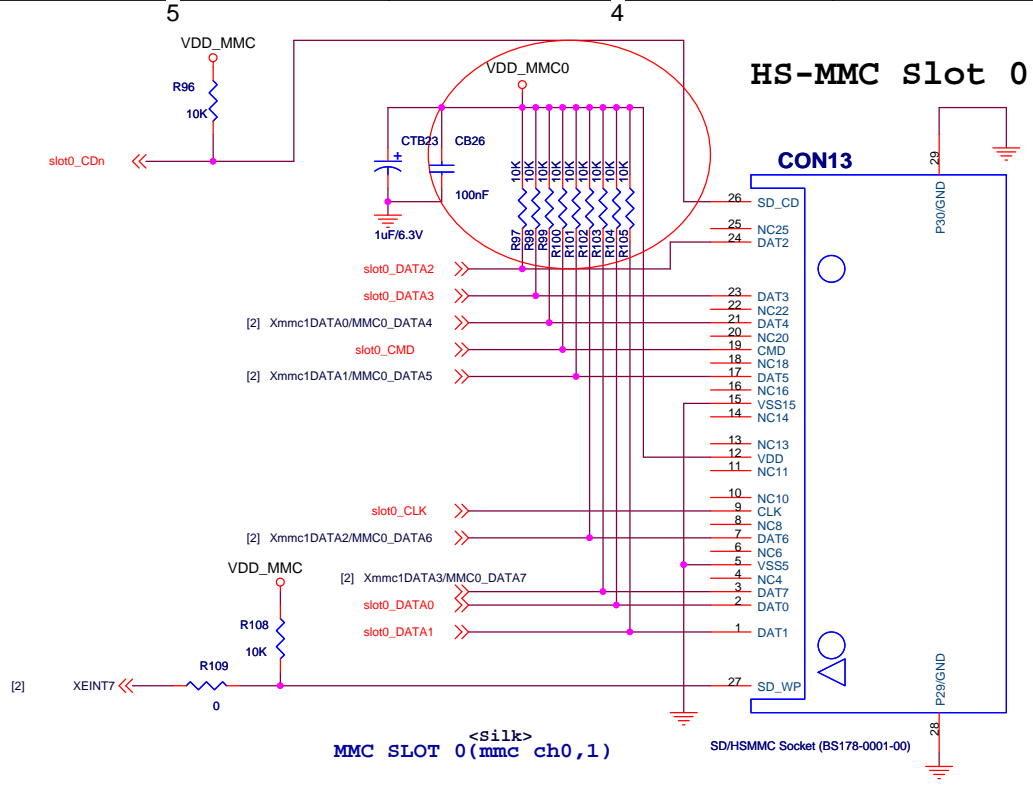 5
4
VDD_MMC
R96
10K
slot0_CDn
VDD_MMC0
HS-MMC Slot 0
CTB23
CB26
+
100nF
1uF/6.3V
10K
10K
10K
10K
10K
10K
10K
10K
10K
R97
R98
R99
R100
R101
R102
R103
R104
R105
CON13
29
P30/GND
26 SD_CD
25 NC25
24 DAT2
slot0_DATA2
slot0_DATA3
23 DAT3
22 NC22
[2] Xmmc1DATA0/MMC0_DATA4
21 DAT4
20 NC20
slot0_CMD
19 CMD
18 NC18
[2] Xmmc1DATA1/MMC0_DATA5
17 DAT5
16 NC16
15 VSS15
14 NC14
13 NC13
12 VDD
11 NC11
10 NC10
slot0_CLK
9 CLK
8 NC8
[2] Xmmc1DATA2/MMC0_DATA6
7 DAT6
6 NC6
5 VSS5
4 NC4
[2] Xmmc1DATA3/MMC0_DATA7
3 DAT7
slot0_DATA0
2 DAT0
slot0_DATA1
1 DAT1
VDD_MMC
R108
10K
R109
0
[2] XEINT7
27 SD_WP
P29/GND
28
<Silk>
MMC SLOT 0(mmc ch0,1)
SD/HSMMC Socket (BS178-0001-00)